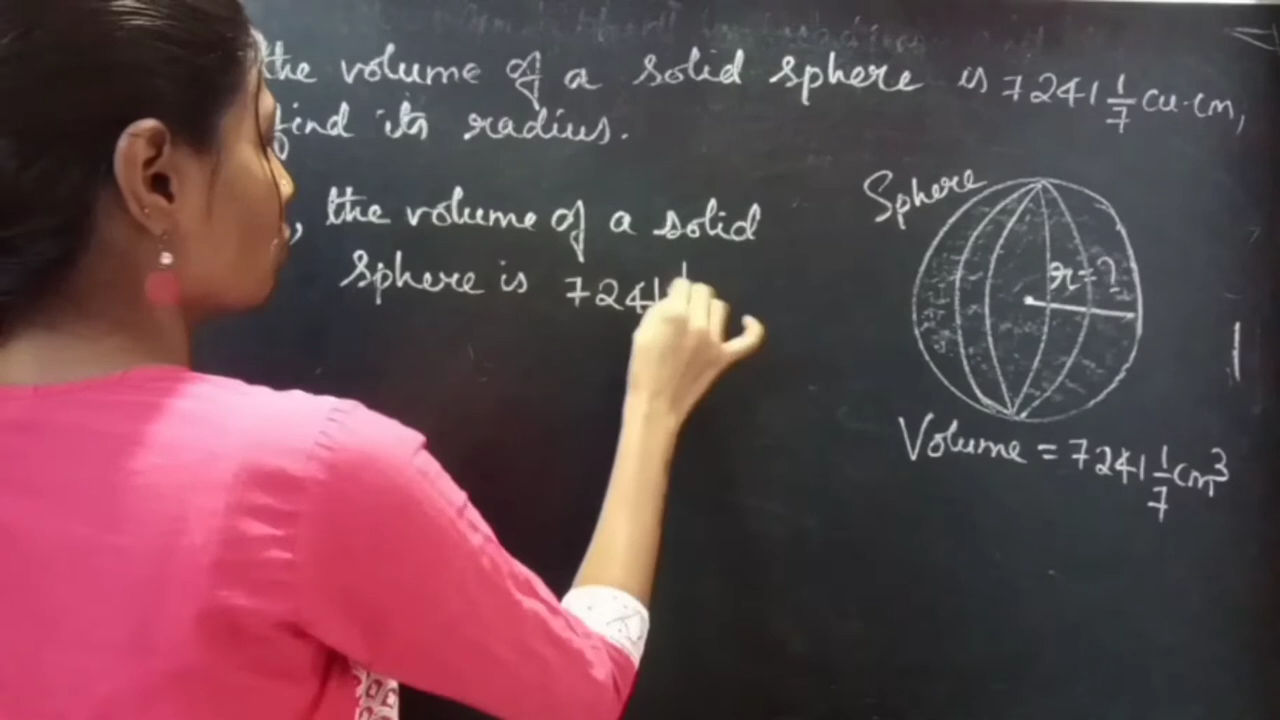 the volume of a solid sphere is 7241 1/7 cu.cm,
find its radius.
, the volume of a solid
sphere is 7241
Sphere
r=?
Volume = 7241 1/7 cm³